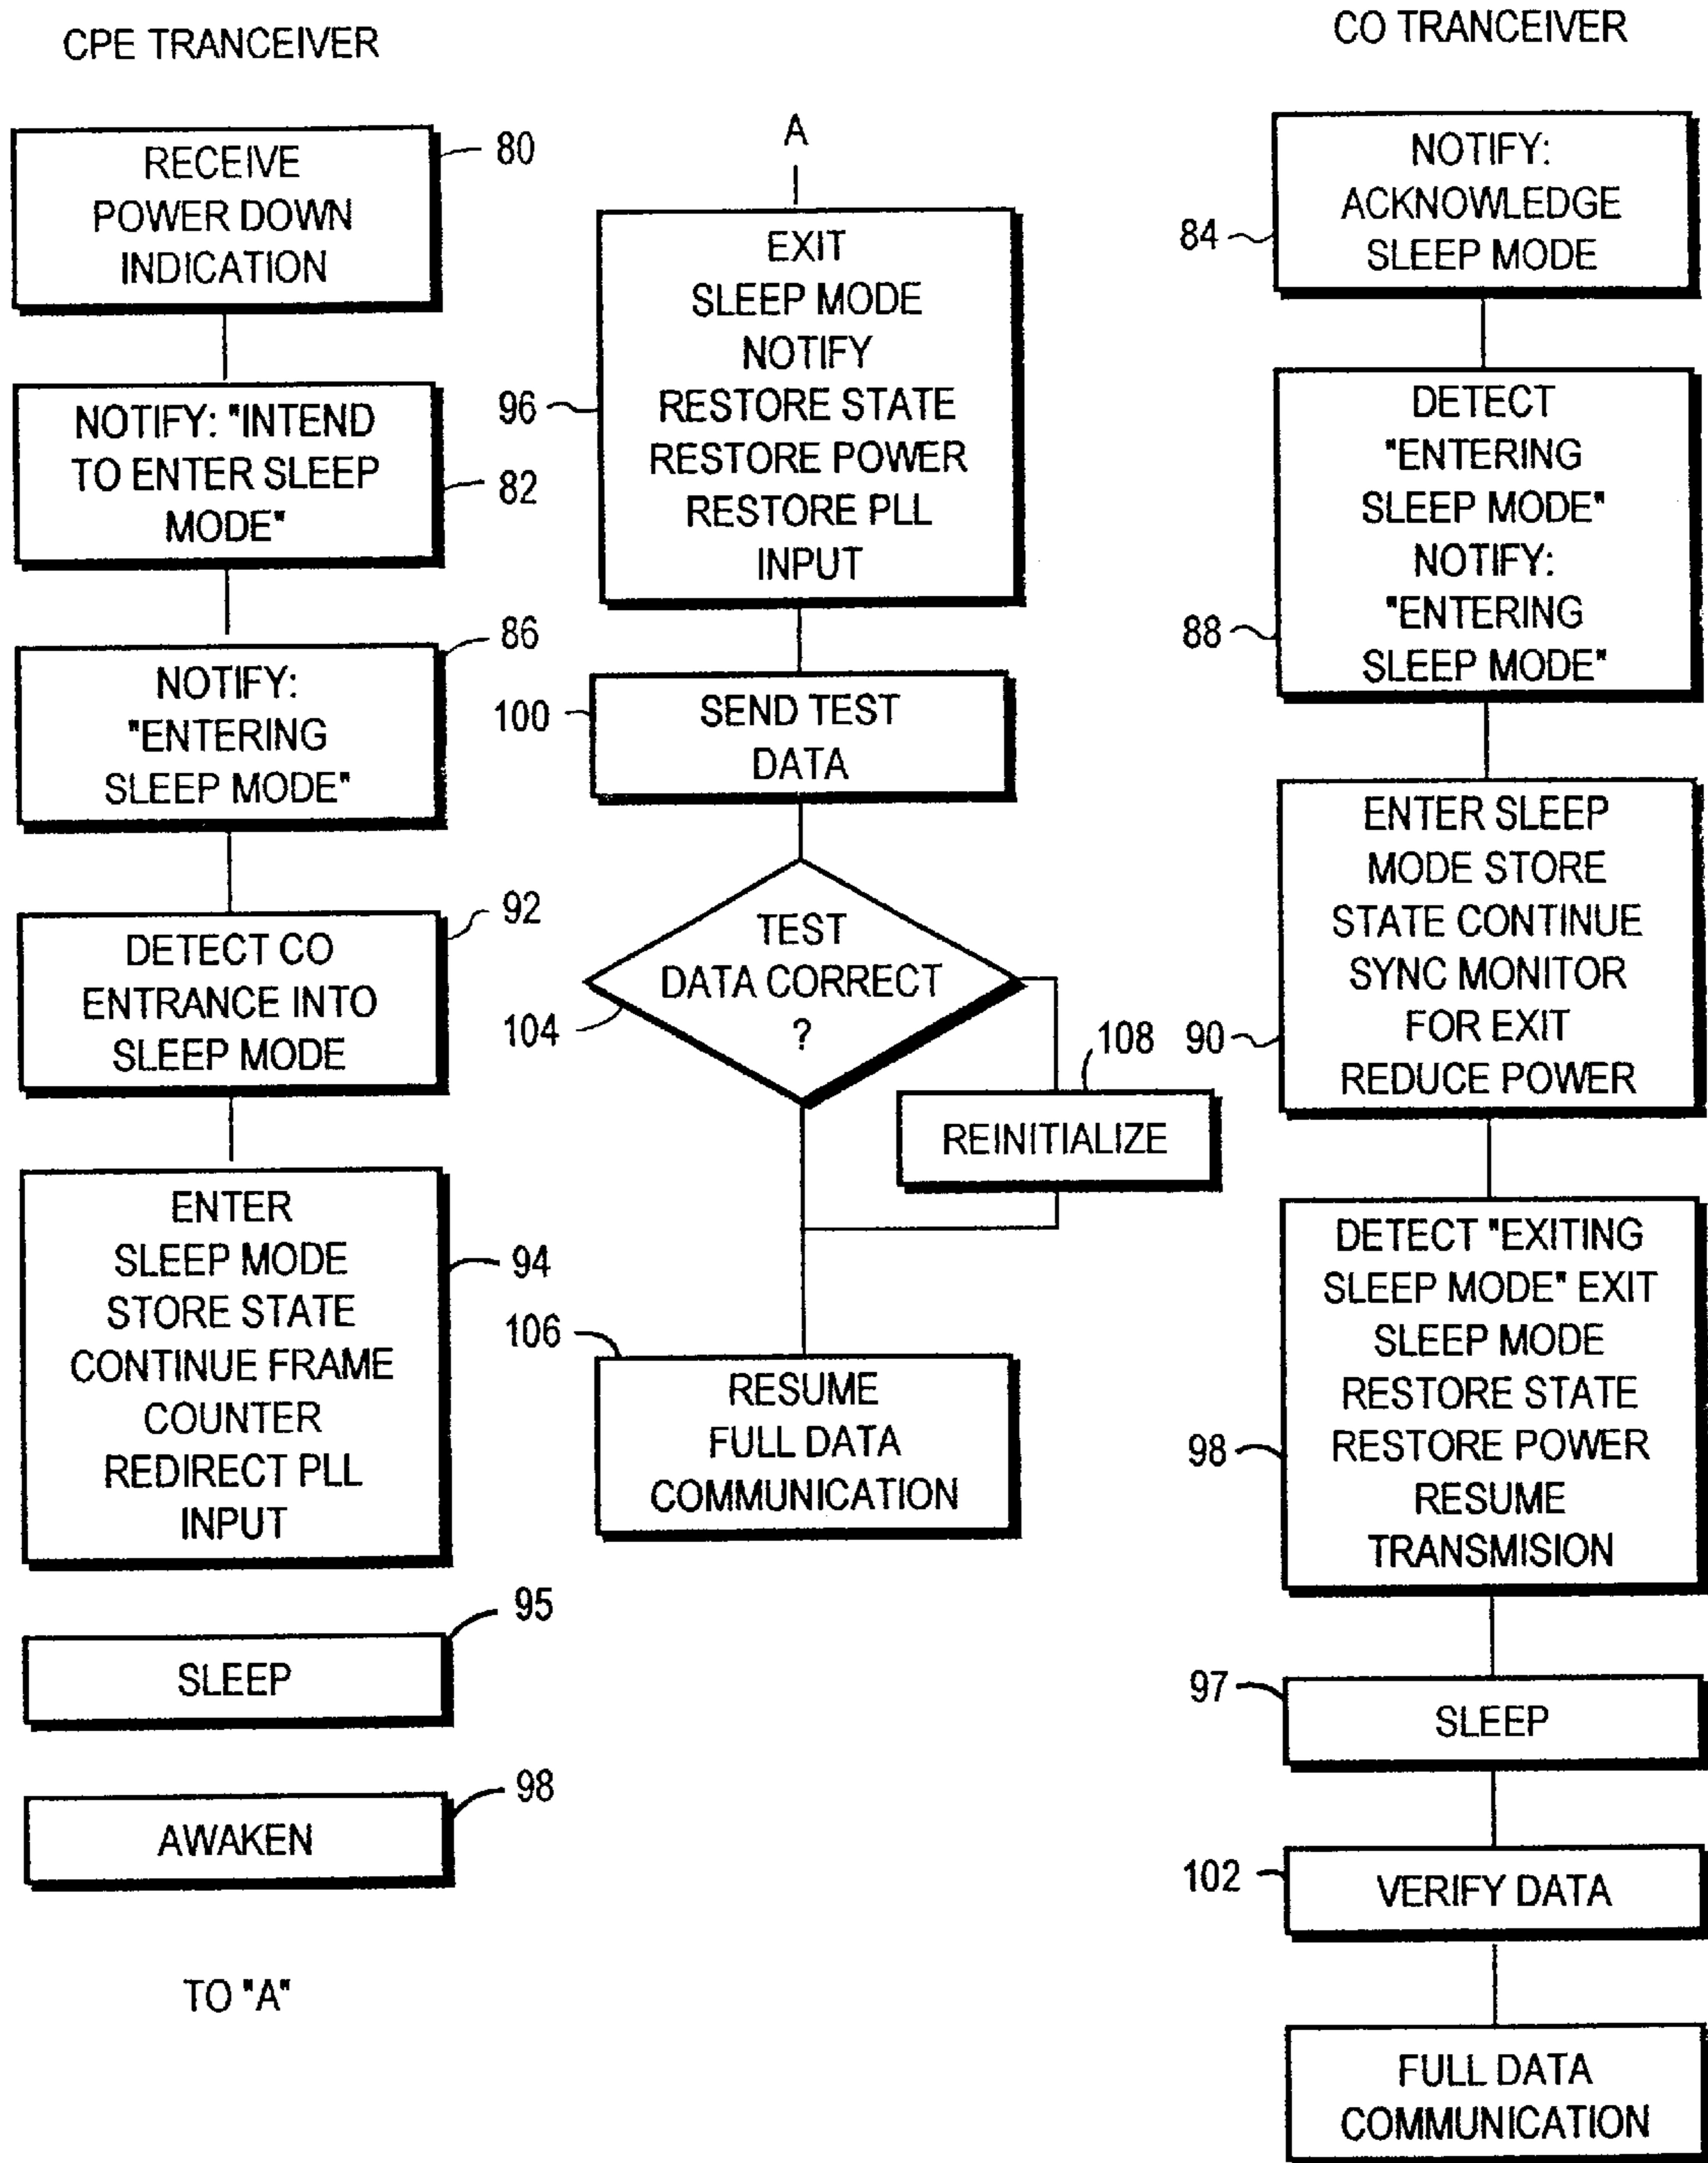 CPE TRANCEIVER
RECEIVE
POWER DOWN
INDICATION
80
NOTIFY: "INTEND
TO ENTER SLEEP
MODE"
82
86
NOTIFY:
"ENTERING
SLEEP MODE"
92
DETECT CO
ENTRANCE INTO
SLEEP MODE
ENTER
SLEEP MODE
STORE STATE
CONTINUE FRAME
COUNTER
REDIRECT PLL
INPUT
94
95
SLEEP
98
AWAKEN
TO "A"
A
EXIT
SLEEP MODE
NOTIFY
RESTORE STATE
RESTORE POWER
RESTORE PLL
INPUT
96
100
SEND TEST
DATA
TEST
DATA CORRECT
?
104
108
REINITIALIZE
106
RESUME
FULL DATA
COMMUNICATION
CO TRANCEIVER
NOTIFY:
ACKNOWLEDGE
SLEEP MODE
84
DETECT
"ENTERING
SLEEP MODE"
NOTIFY:
"ENTERING
SLEEP MODE"
88
ENTER SLEEP
MODE STORE
STATE CONTINUE
SYNC MONITOR
FOR EXIT
REDUCE POWER
90
DETECT "EXITING
SLEEP MODE" EXIT
SLEEP MODE
RESTORE STATE
RESTORE POWER
RESUME
TRANSMISION
98
97
SLEEP
102
VERIFY DATA
FULL DATA
COMMUNICATION